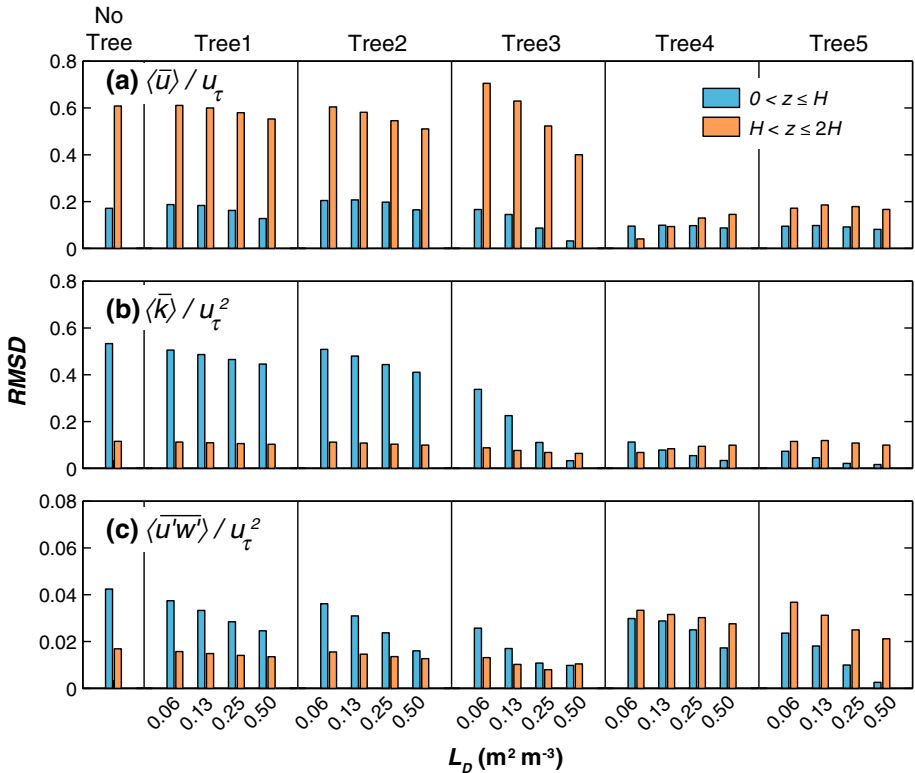 No Tree
Tree1 Tree2 Tree3 Tree4 Tree5
(a) ⟨u̅⟩ / u_τ
0 < z ≤ H
H < z ≤ 2H
0.8
0.6
0.4
0.2
0
(b) ⟨k̅⟩ / u_τ²
0.8
0.6
0.4
0.2
0
RMSD
(c) ⟨u'w'⟩ / u_τ²
0.08
0.06
0.04
0.02
0
0.06 0.13 0.25 0.50 0.06 0.13 0.25 0.50 0.06 0.13 0.25 0.50 0.06 0.13 0.25 0.50 0.06 0.13 0.25 0.50
L_D (m² m⁻³)